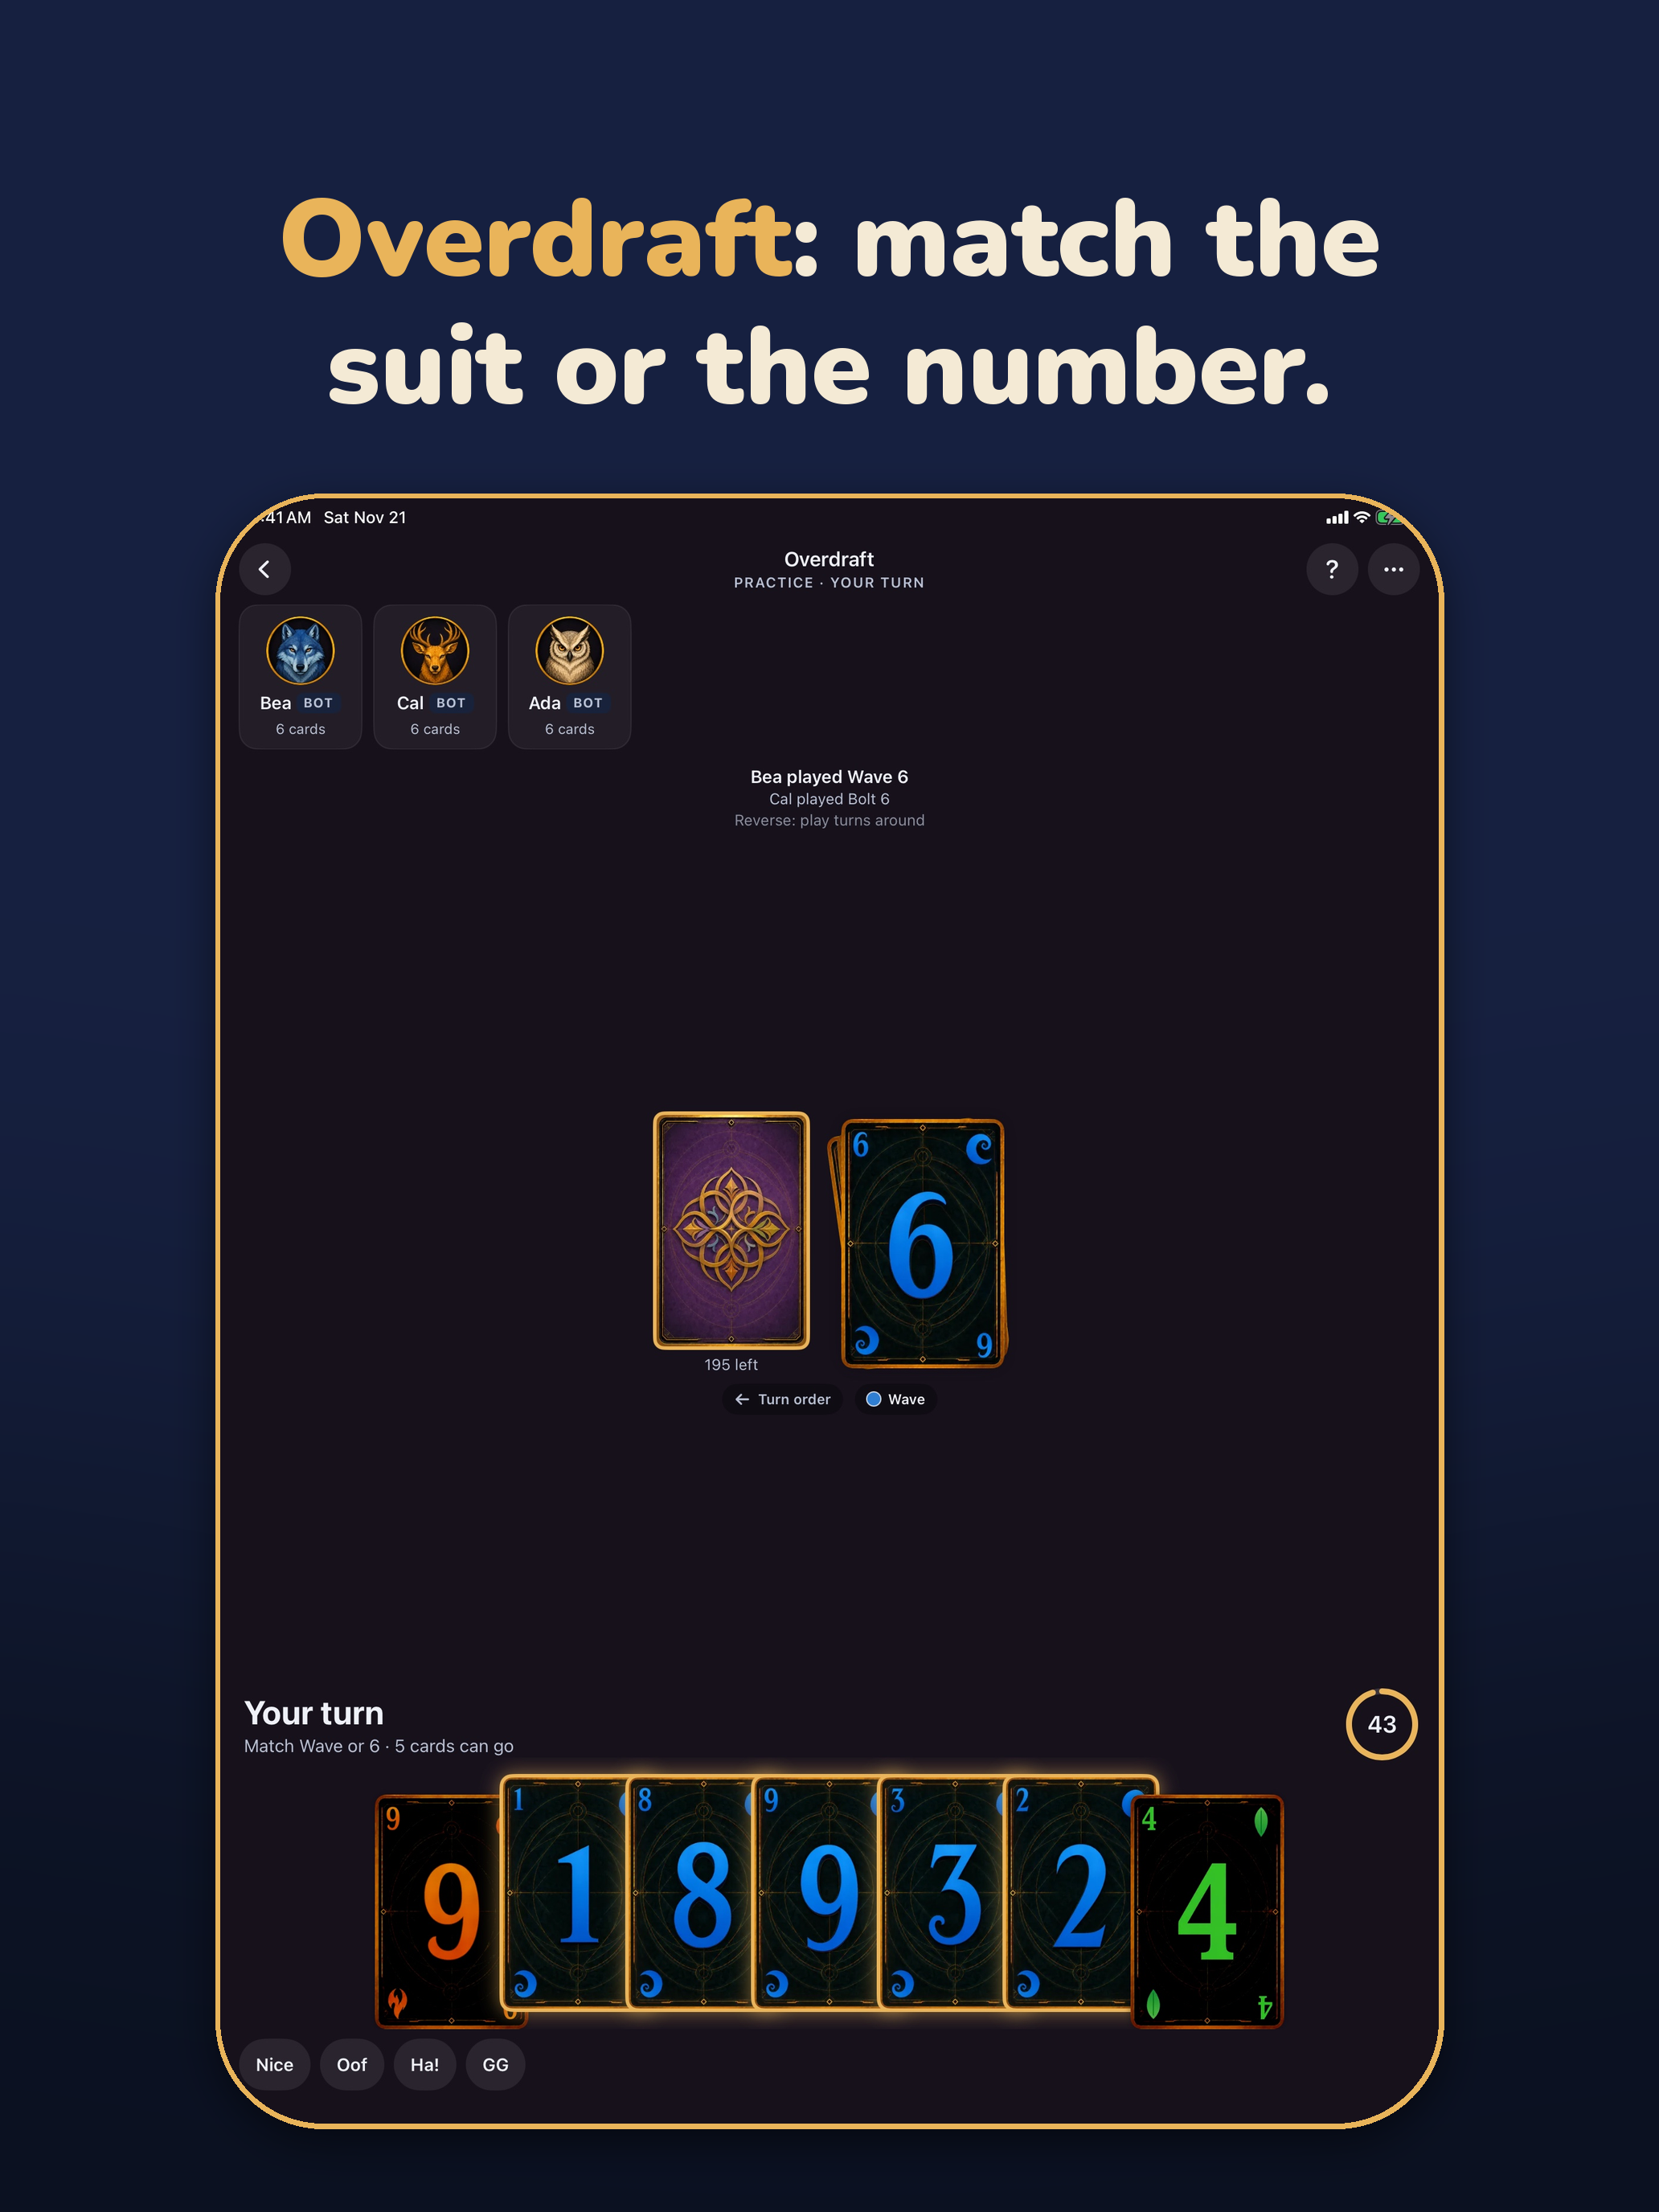 Overdraft: match the
suit or the number.
:41 AM Sat Nov 21
Overdraft
PRACTICE · YOUR TURN
?
Bea BOT
6 cards
Cal BOT
6 cards
Ada BOT
6 cards
Bea played Wave 6
Cal played Bolt 6
Reverse: play turns around
6
6
6
195 left
Turn order
Wave
Your turn
Match Wave or 6 · 5 cards can go
43
9
9
1
1
8
8
9
9
3
3
2
2
4
4
4
Nice
Oof
Ha!
GG